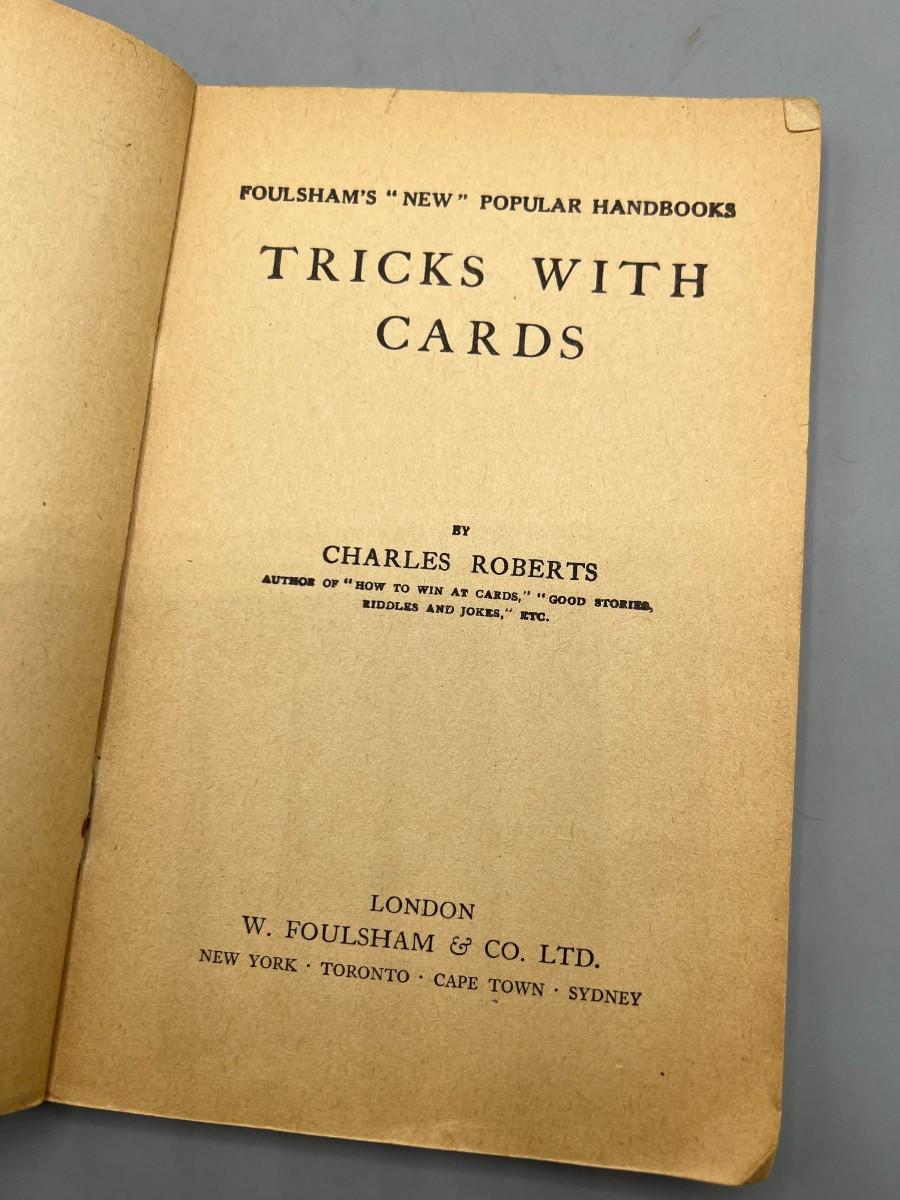 FOULSHAM'S "NEW" POPULAR HANDBOOKS
TRICKS WITH
CARDS
BY
CHARLES ROBERTS
AUTHOR OF "HOW TO WIN AT CARDS," "GOOD STORIES,
RIDDLES AND JOKES," ETC.
LONDON
W. FOULSHAM & CO. LTD.
NEW YORK · TORONTO · CAPE TOWN · SYDNEY